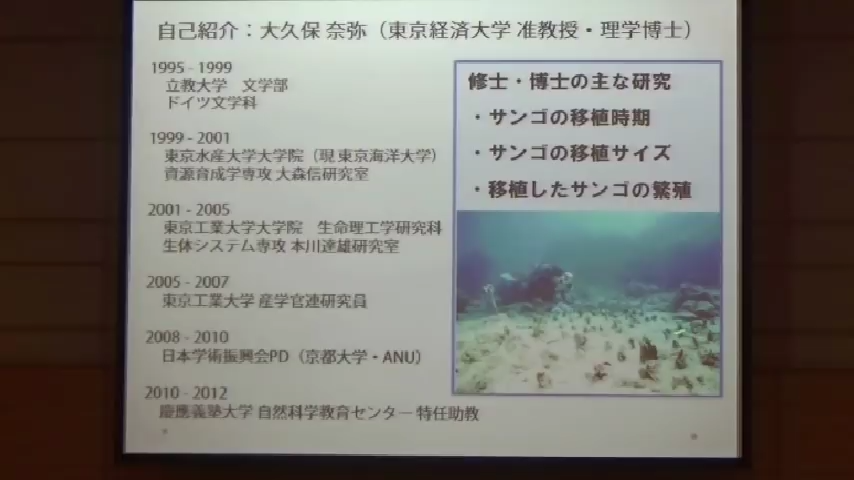 自己紹介：大久保 奈弥（東京経済大学 准教授・理学博士）
1995 - 1999
立教大学　文学部
ドイツ文学科
1999 - 2001
東京水産大学大学院（現 東京海洋大学）
資源育成学専攻 大森信研究室
2001 - 2005
東京工業大学大学院　生命理工学研究科
生体システム専攻 本川達雄研究室
2005 - 2007
東京工業大学 産学官連研究員
2008 - 2010
日本学術振興会PD（京都大学・ANU）
2010 - 2012
慶應義塾大学 自然科学教育センター 特任助教
修士・博士の主な研究
・サンゴの移植時期
・サンゴの移植サイズ
・移植したサンゴの繁殖